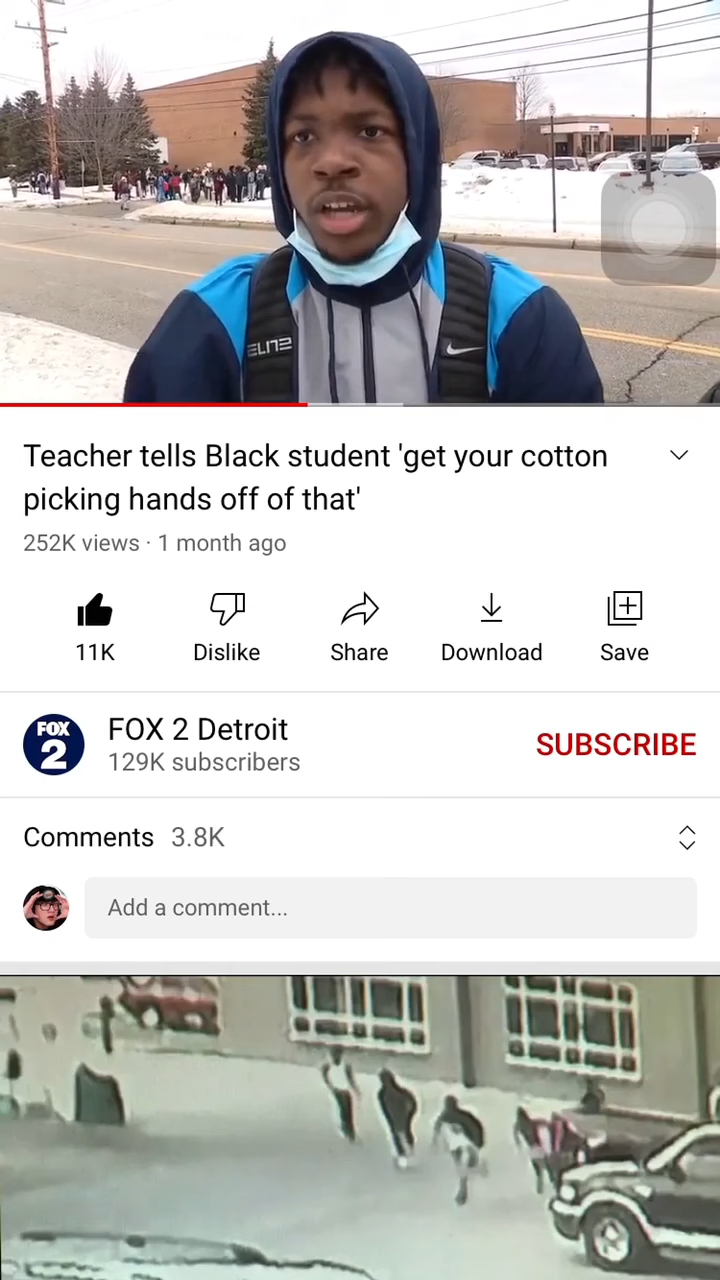 ELITE
Teacher tells Black student 'get your cotton
picking hands off of that'
252K views · 1 month ago
11K
Dislike
Share
Download
Save
FOX
2
FOX 2 Detroit
129K subscribers
SUBSCRIBE
Comments 3.8K
Add a comment...